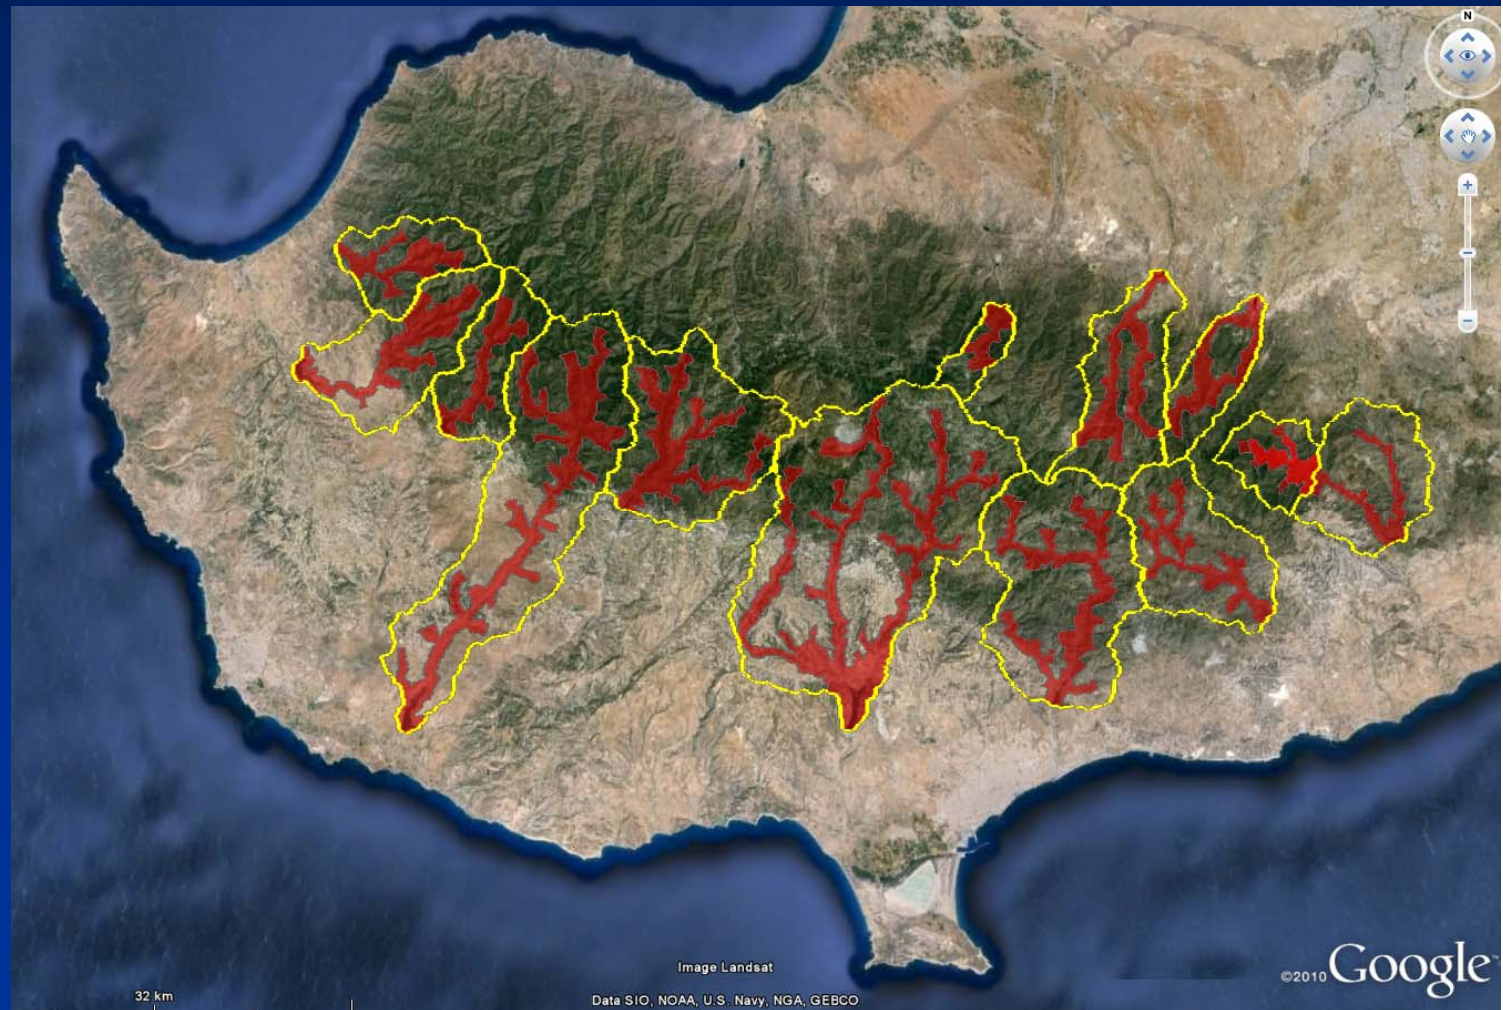 N
Image Landsat
©2010 Google
32 km
Data SIO, NOAA, U.S. Navy, NGA, GEBCO